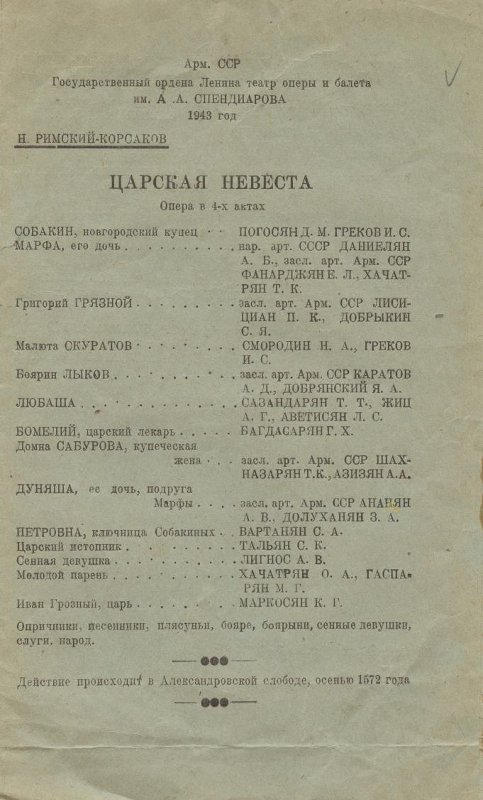 Арм. ССР
Государственный ордена Ленина театр оперы и балета
им. А. А. СПЕНДИАРОВА
1943 год
Н. РИМСКИЙ-КОРСАКОВ
ЦАРСКАЯ НЕВЕСТА
Опера в 4-х актах
СОБАКИН, новгородский купец · · ПОГОСЯН Д. М. ГРЕКОВ И. С.
МАРФА, его дочь . . . . . . . . . . нар. арт. СССР ДАНИЕЛЯН
А. Б., засл. арт. Арм. ССР
ФАНАРДЖЯН Е. Л., ХАЧАТ-
РЯН Т. К.
Григорий ГРЯЗНОЙ . . . . . . . . . засл. арт. Арм. ССР ЛИСИ-
ЦИАН П. К., ДОБРЫКИН
С. Я.
Малюта СКУРАТОВ . . . . . . . . . СМОРОДИН Н. А., ГРЕКОВ
И. С.
Боярин ЛЫКОВ . . . . . . . . . . . засл. арт. Арм. ССР КАРАТОВ
А. Д., ДОБРЯНСКИЙ Я. А.
ЛЮБАША . . . . . . . . . . . . . . САЗАНДАРЯН Т. Т., ЖИЦ
А. Г., АВЕТИСЯН Л. С.
БОМЕЛИЙ, царский лекарь . . . . . БАГДАСАРЯН Г. Х.
Домна САБУРОВА, купеческая
жена . . . засл. арт. Арм. ССР ШАХ-
НАЗАРЯН Т.К., АЗИЗЯН А.А.
ДУНЯША, ее дочь, подруга
Марфы . . . . засл. арт. Арм. ССР АНАНЯН
А. В., ДОЛУХАНЯН З. А.
ПЕТРОВНА, ключница Собакиных . . ВАРТАНЯН С. А.
Царский истопник . . . . . . . . . ТАЛЬЯН С. К.
Сенная девушка . . . . . . . . . . ЛИГНОС А. В.
Молодой парень . . . . . . . . . . ХАЧАТРЯН О. А., ГАСПА-
РЯН М. Г.
Иван Грозный, царь . . . . . . . . МАРКОСЯН К. Г.
Опричники, песенники, плясуньи, бояре, боярыни, сенные девушки,
слуги, народ.
Действие происходит в Александровской слободе, осенью 1572 года